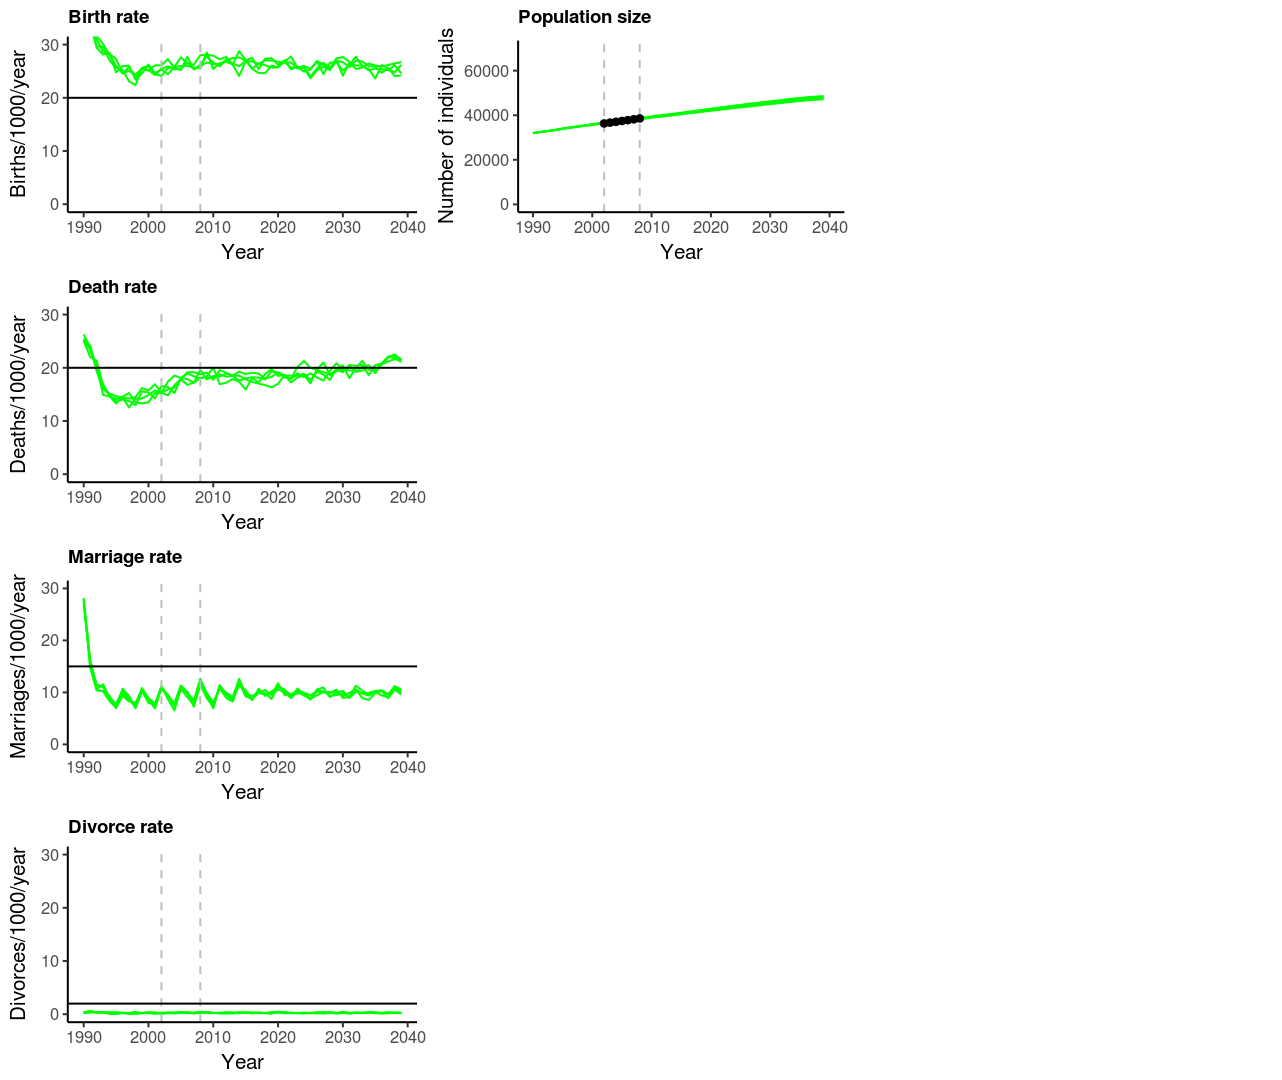 Birth rate
Births/1000/year
30
20
10
0
1990 2000 2010 2020 2030 2040
Year
Population size
Number of individuals
60000
40000
20000
0
1990 2000 2010 2020 2030 2040
Year
Death rate
Deaths/1000/year
30
20
10
0
1990 2000 2010 2020 2030 2040
Year
Marriage rate
Marriages/1000/year
30
20
10
0
1990 2000 2010 2020 2030 2040
Year
Divorce rate
Divorces/1000/year
30
20
10
0
1990 2000 2010 2020 2030 2040
Year